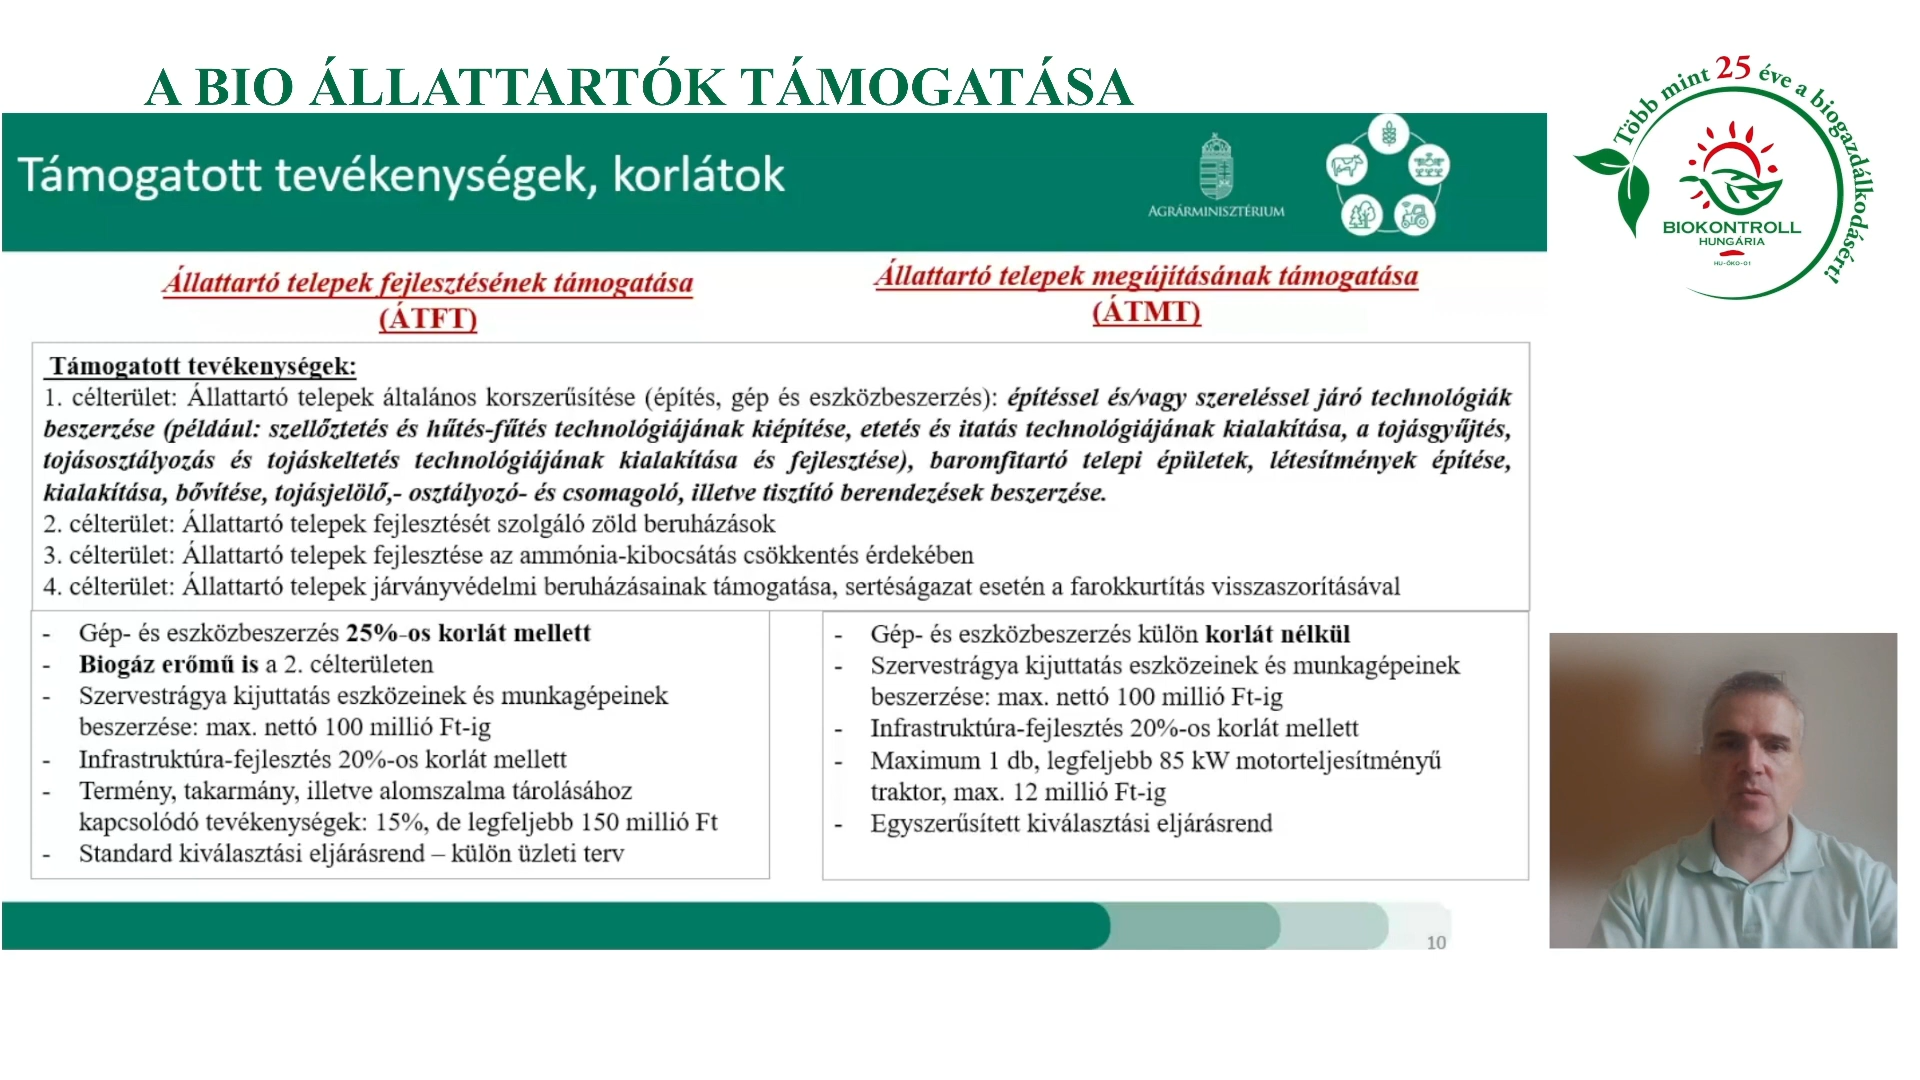 A BIO ÁLLATTARTÓK TÁMOGATÁSA
Több mint 25 éve a biogazdálkodásért!
BIOKONTROLL
HUNGÁRIA
HU-ÖKO-01
Támogatott tevékenységek, korlátok
AGRÁRMINISZTÉRIUM
Állattartó telepek fejlesztésének támogatása
(ÁTFT)
Állattartó telepek megújításának támogatása
(ÁTMT)
Támogatott tevékenységek:
1. célterület: Állattartó telepek általános korszerűsítése (építés, gép és eszközbeszerzés): építéssel és/vagy szereléssel járó technológiák
beszerzése (például: szellőztetés és hűtés-fűtés technológiájának kiépítése, etetés és itatás technológiájának kialakítása, a tojásgyűjtés,
tojásosztályozás és tojáskeltetés technológiájának kialakítása és fejlesztése), baromfitartó telepi épületek, létesítmények építése,
kialakítása, bővítése, tojásjelölő,- osztályozó- és csomagoló, illetve tisztító berendezések beszerzése.
2. célterület: Állattartó telepek fejlesztését szolgáló zöld beruházások
3. célterület: Állattartó telepek fejlesztése az ammónia-kibocsátás csökkentés érdekében
4. célterület: Állattartó telepek járványvédelmi beruházásainak támogatása, sertéságazat esetén a farokkurtítás visszaszorításával
- Gép- és eszközbeszerzés 25%-os korlát mellett
- Biogáz erőmű is a 2. célterületen
- Szervestrágya kijuttatás eszközeinek és munkagépeinek
beszerzése: max. nettó 100 millió Ft-ig
- Infrastruktúra-fejlesztés 20%-os korlát mellett
- Termény, takarmány, illetve alomszalma tárolásához
kapcsolódó tevékenységek: 15%, de legfeljebb 150 millió Ft
- Standard kiválasztási eljárásrend – külön üzleti terv
- Gép- és eszközbeszerzés külön korlát nélkül
- Szervestrágya kijuttatás eszközeinek és munkagépeinek
beszerzése: max. nettó 100 millió Ft-ig
- Infrastruktúra-fejlesztés 20%-os korlát mellett
- Maximum 1 db, legfeljebb 85 kW motorteljesítményű
traktor, max. 12 millió Ft-ig
- Egyszerűsített kiválasztási eljárásrend
10